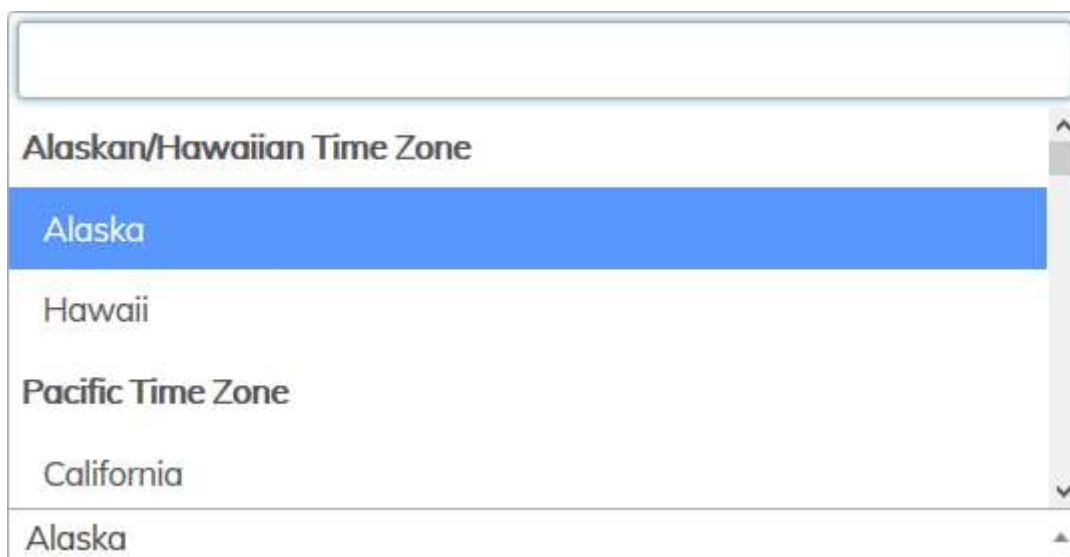 Alaskan/Hawaiian Time Zone
Alaska
Hawaii
Pacific Time Zone
California
Alaska